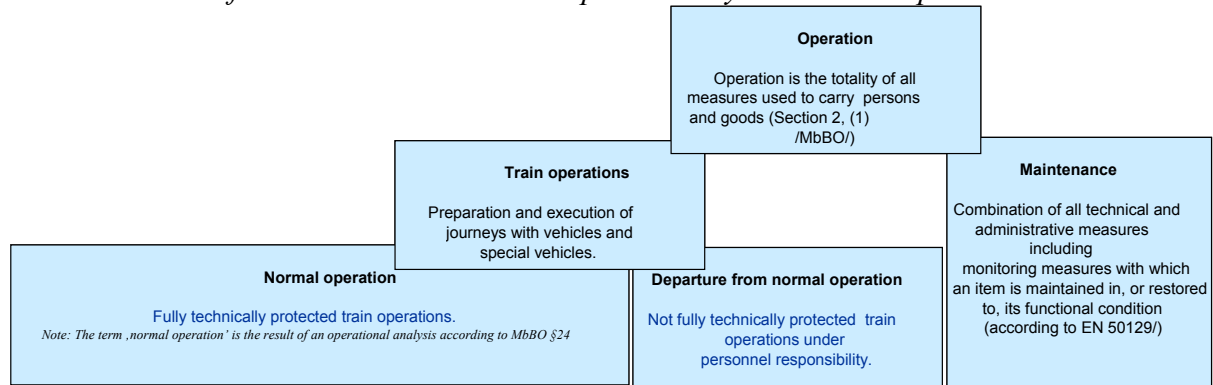 Operation
Operation is the totality of all
measures used to carry persons
and goods (Section 2, (1)
/MbBO/)
Train operations
Preparation and execution of
journeys with vehicles and
special vehicles.
Maintenance
Combination of all technical and
administrative measures
including
monitoring measures with which
an item is maintained in, or restored
to, its functional condition
(according to EN 50129/)
Normal operation
Fully technically protected train operations.
Note: The term ‚normal operation' is the result of an operational analysis according to MbBO §24
Departure from normal operation
Not fully technically protected train
operations under
personnel responsibility.